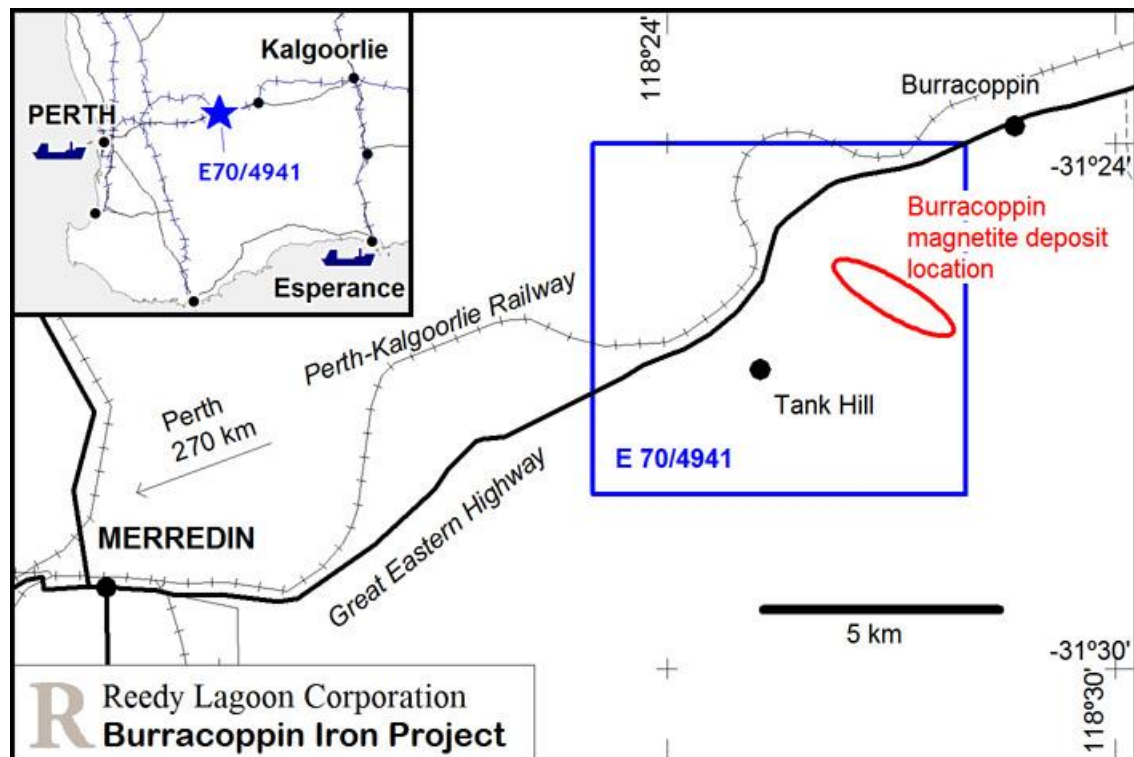 Kalgoorlie
PERTH
E70/4941
Esperance
118º24'
Burracoppin
-31º24'
Burracoppin
magnetite deposit
location
Perth-Kalgoorlie Railway
Tank Hill
Perth
270 km
E 70/4941
MERREDIN
Great Eastern Highway
5 km
-31º30'
118º30'
R Reedy Lagoon Corporation
Burracoppin Iron Project